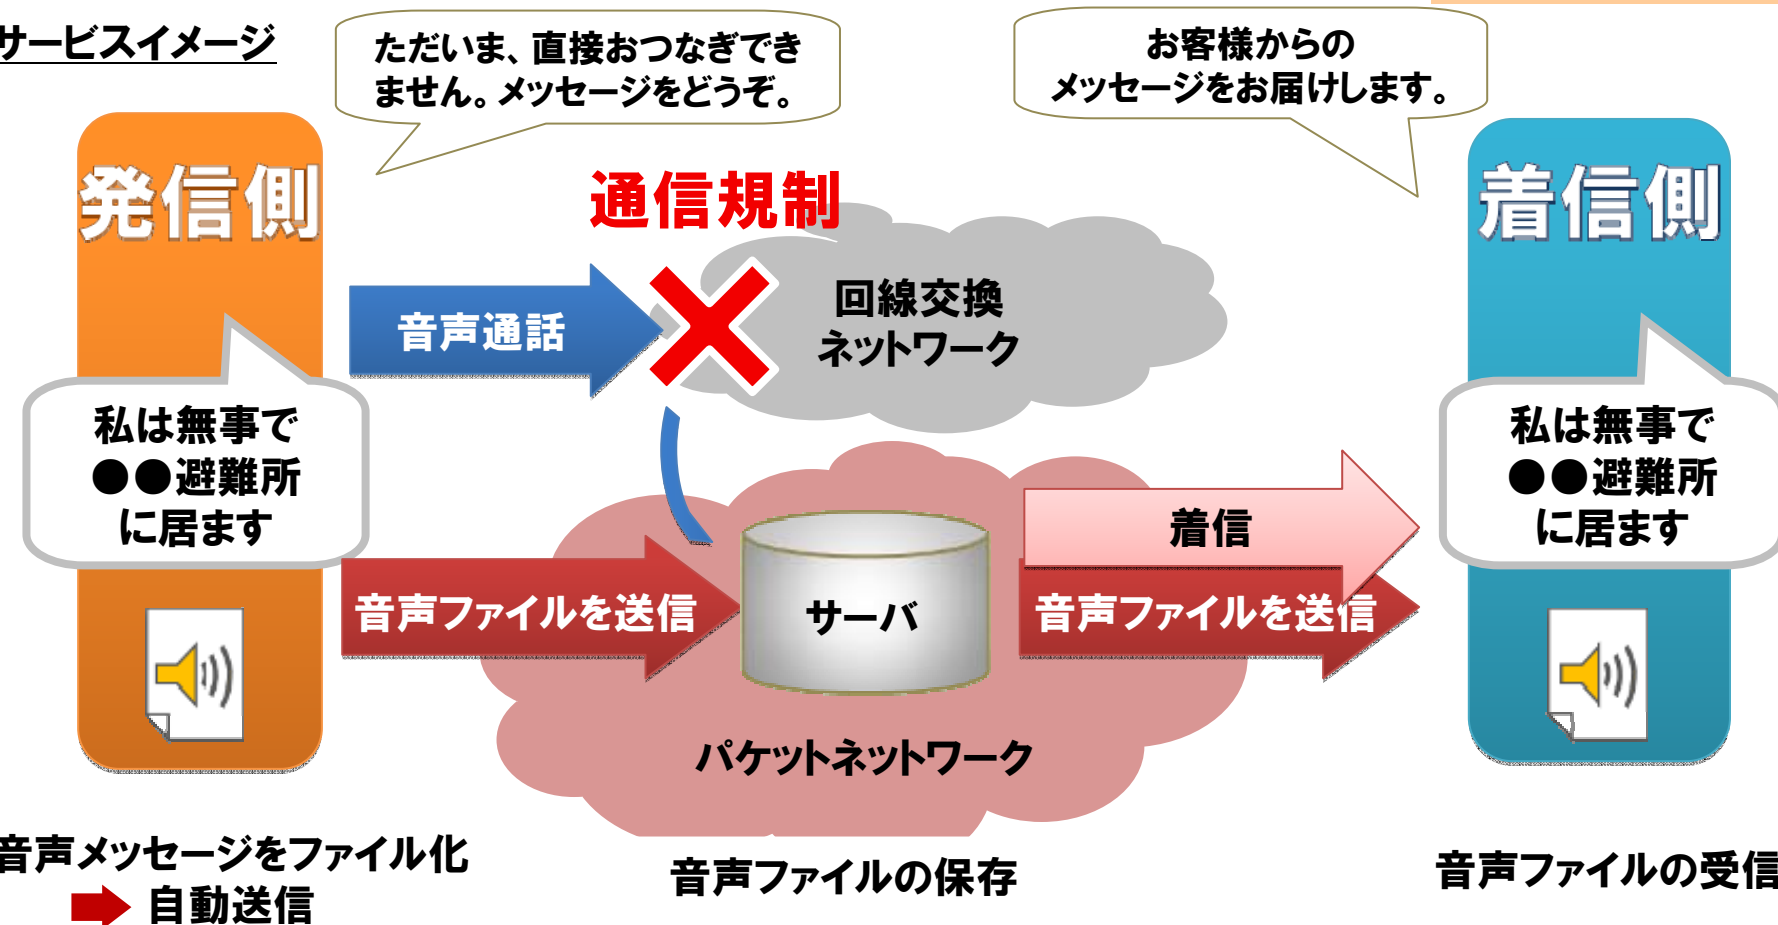 サービスイメージ
ただいま、直接おつなぎでき
ません。メッセージをどうぞ。
お客様からの
メッセージをお届けします。
発信側
通信規制
着信側
音声通話
回線交換
ネットワーク
私は無事で
●●避難所
に居ます
私は無事で
●●避難所
に居ます
着信
音声ファイルを送信
サーバ
音声ファイルを送信
パケットネットワーク
音声メッセージをファイル化
自動送信
音声ファイルの保存
音声ファイルの受信